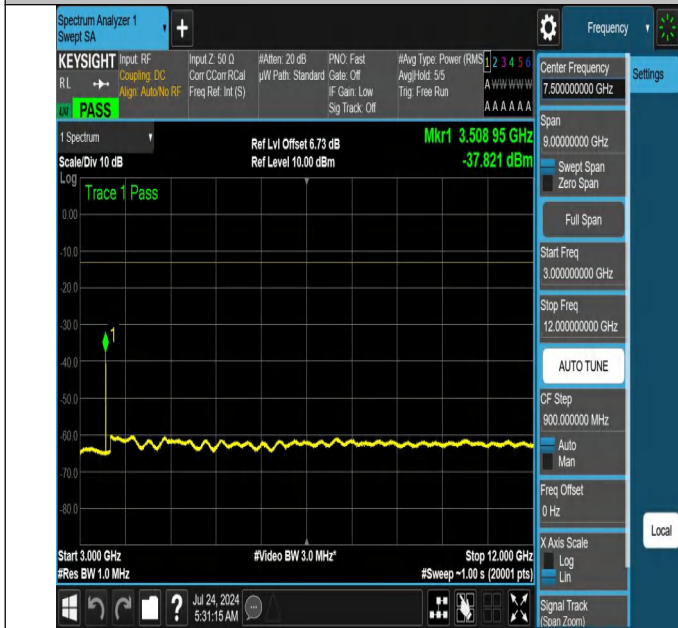 Spectrum Analyzer 1
Swept SA
Frequency
KEYSIGHT
RL
PASS
Input: RF
Coupling: DC
Align: Auto/No RF
Input Z: 50 Ω
Corr CCorr RCal
Freq Ref: Int (S)
#Atten: 20 dB
µW Path: Standard
PNO: Fast
Gate: Off
IF Gain: Low
Sig Track: Off
#Avg Type: Power (RMS
Avg|Hold: 5/5
Trig: Free Run
1 2 3 4 5 6
A W W W W W
A A A A A A
1 Spectrum
Scale/Div 10 dB
Log
Ref Lvl Offset 6.73 dB
Ref Level 10.00 dBm
Mkr1 3.508 95 GHz
-37.821 dBm
Trace 1 Pass
0.00
-10.0
-20.0
-30.0
-40.0
-50.0
-60.0
-70.0
-80.0
1
Start 3.000 GHz
#Res BW 1.0 MHz
#Video BW 3.0 MHz*
Stop 12.000 GHz
#Sweep ~1.00 s (20001 pts)
Jul 24, 2024
5:31:15 AM
Center Frequency
7.500000000 GHz
Settings
Span
9.00000000 GHz
Swept Span
Zero Span
Full Span
Start Freq
3.000000000 GHz
Stop Freq
12.000000000 GHz
AUTO TUNE
CF Step
900.000000 MHz
Auto
Man
Freq Offset
0 Hz
X Axis Scale
Log
Lin
Local
Signal Track
(Span Zoom)